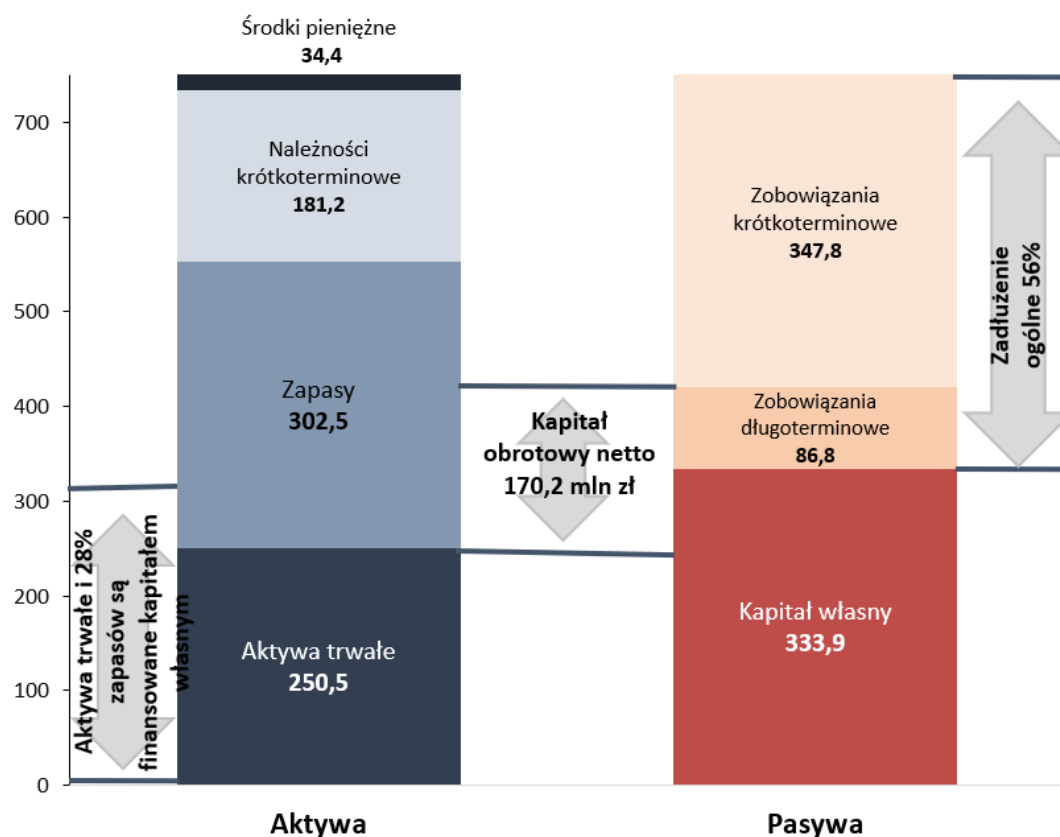 Środki pieniężne
34,4
700
600
500
400
300
200
100
0
Należności
krótkoterminowe
181,2
Zapasy
302,5
Aktywa trwałe
250,5
Aktywa trwałe i 28%
zapasów są
finansowane kapitałem
własnym
Kapitał
obrotowy netto
170,2 mln zł
Zobowiązania
krótkoterminowe
347,8
Zobowiązania
długoterminowe
86,8
Kapitał własny
333,9
Zadłużenie
ogólne 56%
Aktywa
Pasywa